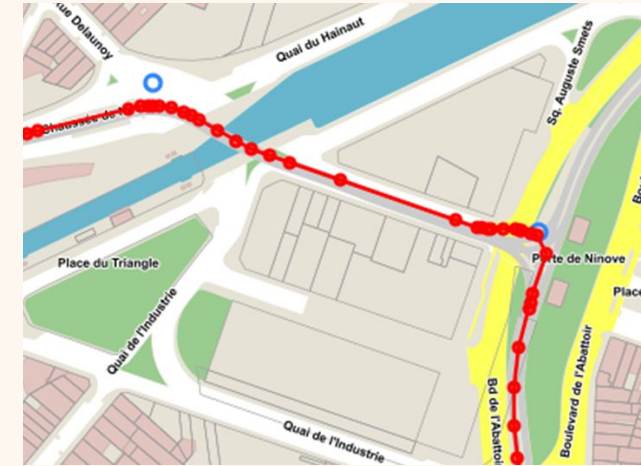 Rue Delaunoy
Quai du Hainaut
Sq. Auguste Smets
Chaussée de
Porte de Ninove
Place du Triangle
Place
Quai de l'Industrie
Boulevard de l'Abattoir
Bd de l'Abattoir
Quai de l'Industrie